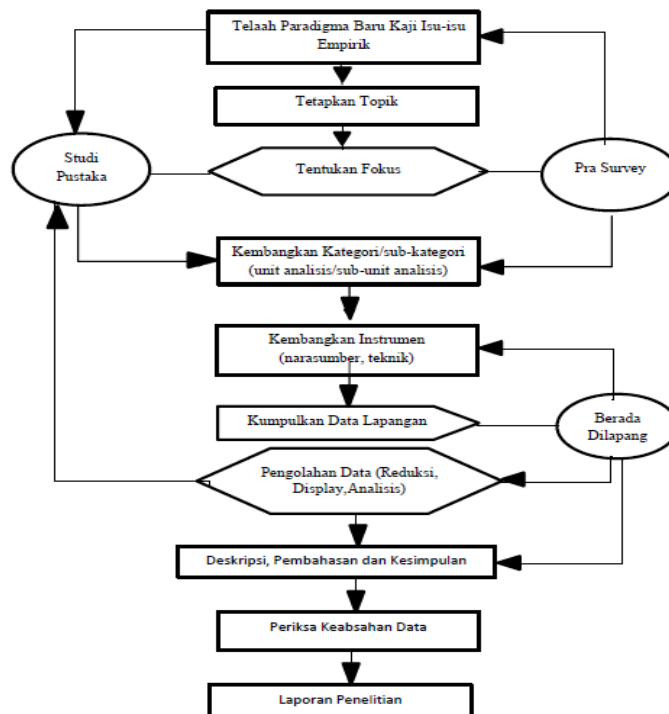 Telaah Paradigma Baru Kaji Isu-isu
Empirik
Tetapkan Topik
Studi
Pustaka
Tentukan Fokus
Pra Survey
Kembangkan Kategori/sub-kategori
(unit analisis/sub-unit analisis)
Kembangkan Instrumen
(narasumber, teknik)
Kumpulkan Data Lapangan
Berada
Dilapang
Pengolahan Data (Reduksi,
Display,Analisis)
Deskripsi, Pembahasan dan Kesimpulan
Periksa Keabsahan Data
Laporan Penelitian